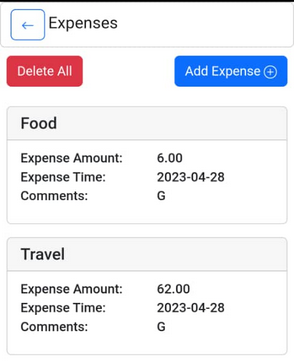 ← Expenses
Delete All Add Expense ⊕
Food
Expense Amount: 6.00
Expense Time: 2023-04-28
Comments: G
Travel
Expense Amount: 62.00
Expense Time: 2023-04-28
Comments: G